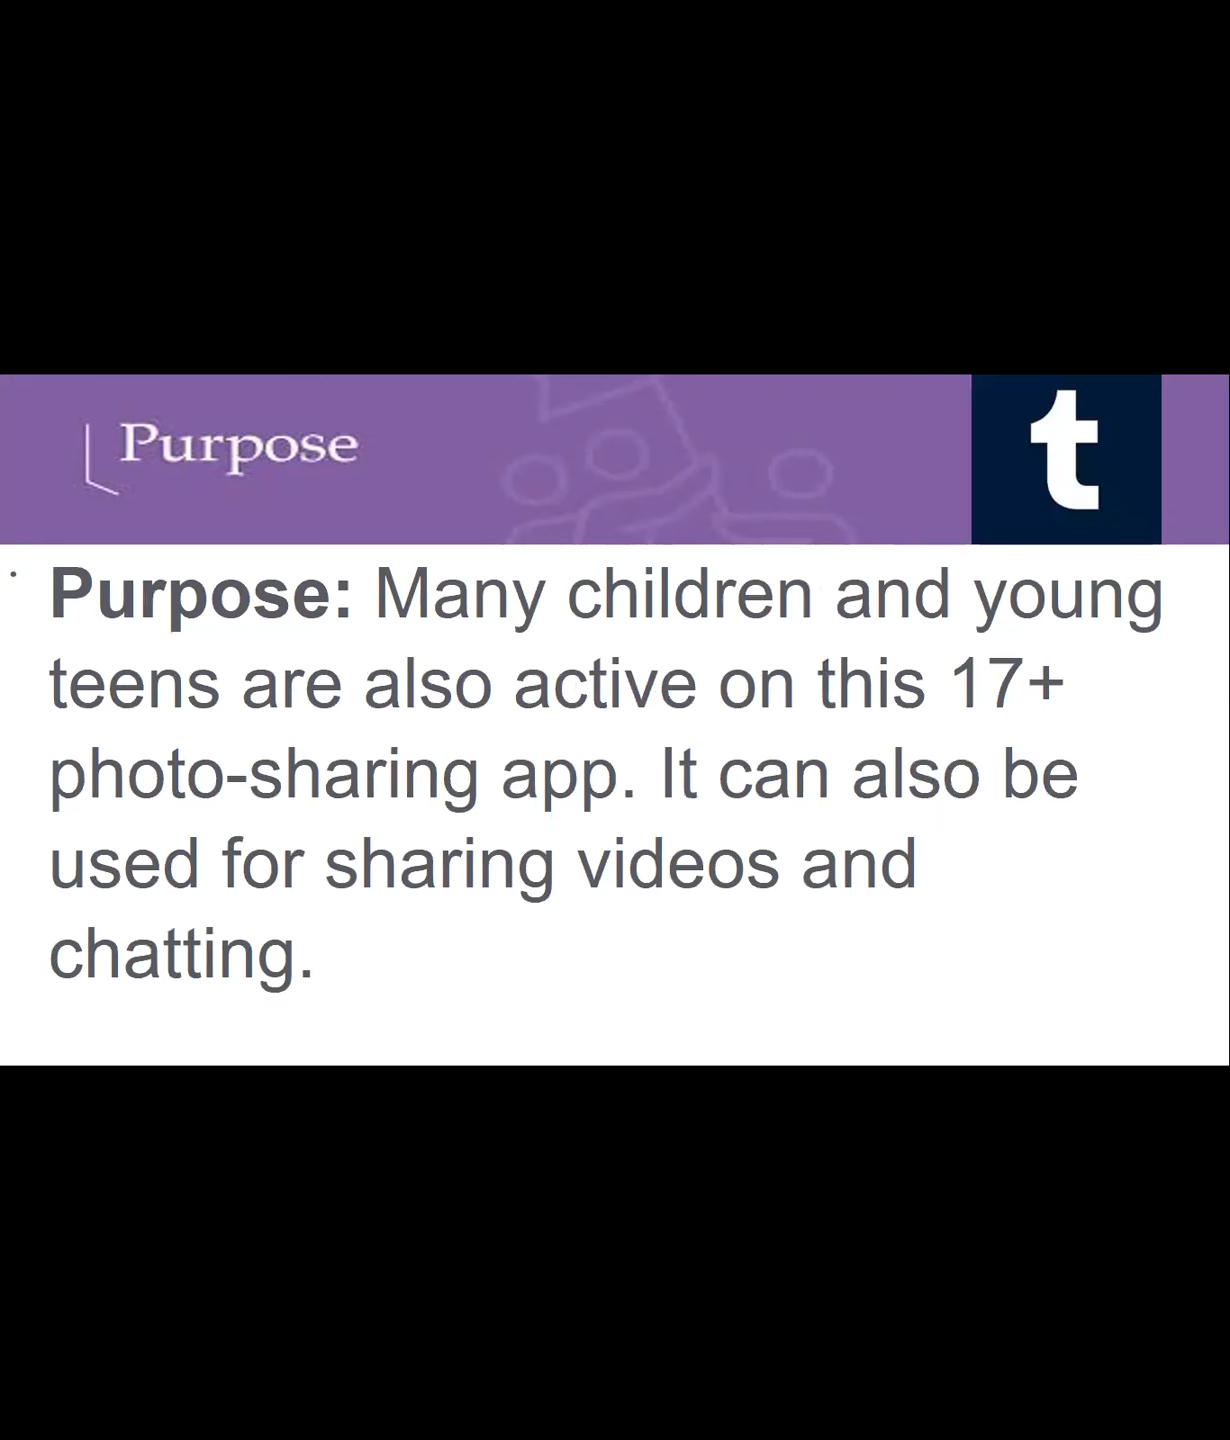 Purpose
t
Purpose: Many children and young
teens are also active on this 17+
photo-sharing app. It can also be
used for sharing videos and
chatting.